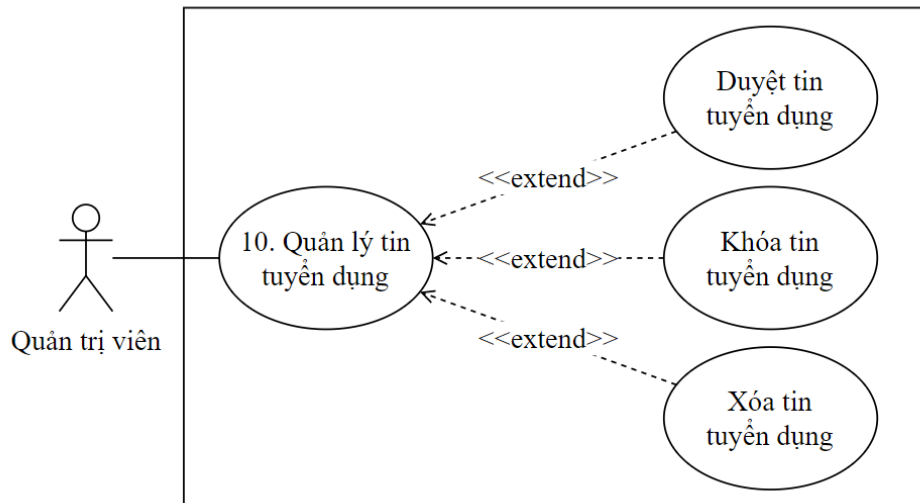 Duyệt tin
tuyển dụng
<<extend>>
10. Quản lý tin
tuyển dụng
<<extend>>
Khóa tin
tuyển dụng
Quản trị viên
<<extend>>
Xóa tin
tuyển dụng